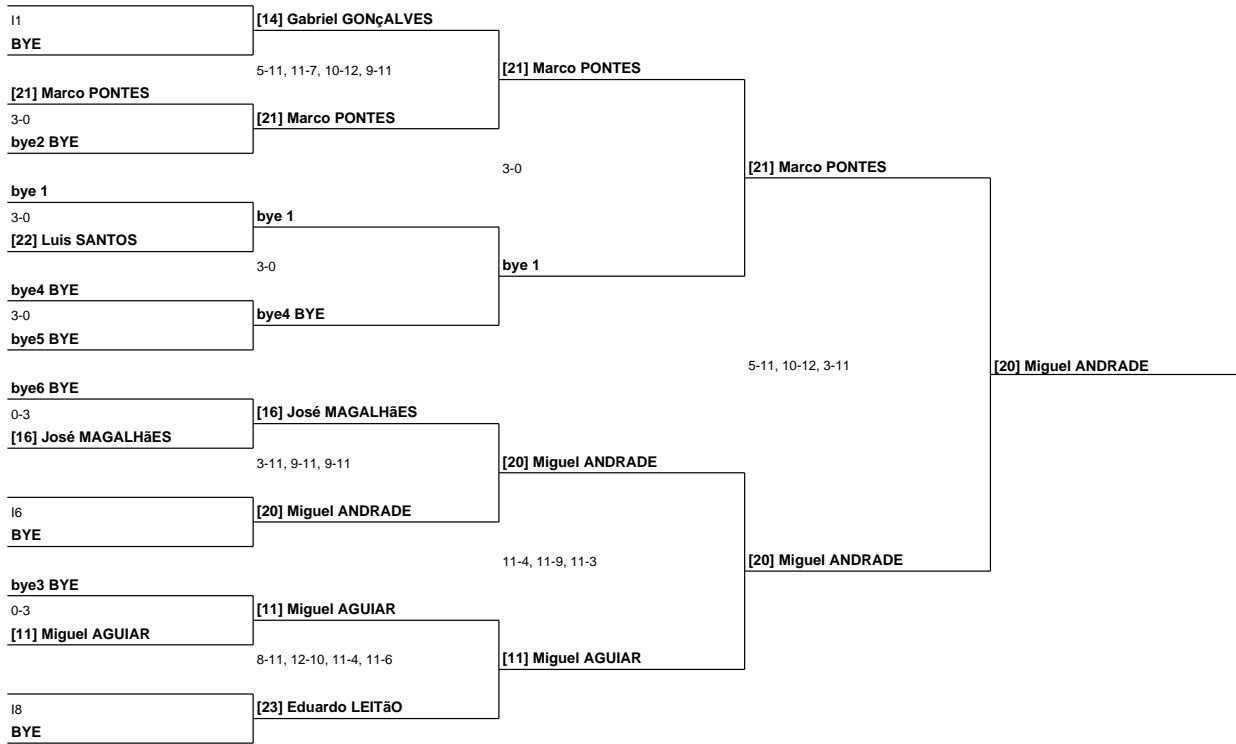 I1
BYE
[21] Marco PONTES
3-0
bye2 BYE
bye 1
3-0
[22] Luis SANTOS
bye4 BYE
3-0
bye5 BYE
bye6 BYE
0-3
[16] José MAGALHãES
I6
BYE
bye3 BYE
0-3
[11] Miguel AGUIAR
I8
BYE
[14] Gabriel GONçALVES
5-11, 11-7, 10-12, 9-11
[21] Marco PONTES
bye 1
3-0
bye4 BYE
[16] José MAGALHãES
3-11, 9-11, 9-11
[20] Miguel ANDRADE
[11] Miguel AGUIAR
8-11, 12-10, 11-4, 11-6
[23] Eduardo LEITãO
[21] Marco PONTES
3-0
bye 1
[20] Miguel ANDRADE
11-4, 11-9, 11-3
[11] Miguel AGUIAR
[21] Marco PONTES
5-11, 10-12, 3-11
[20] Miguel ANDRADE
[20] Miguel ANDRADE